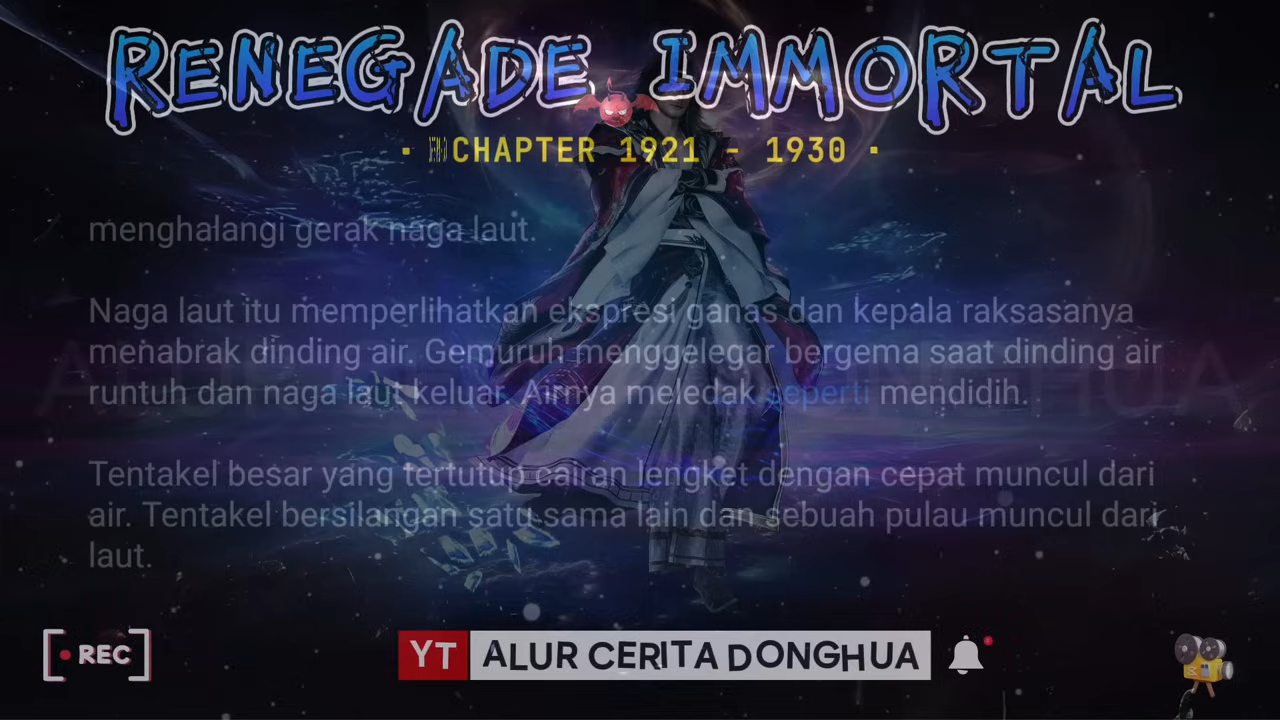 RENEGADE IMMORTAL
· CHAPTER 1921 - 1930 ·
menghalangi gerak naga laut.
Naga laut itu memperlihatkan ekspresi ganas dan kepala raksasanya
menabrak dinding air. Gemuruh menggelegar bergema saat dinding air
runtuh dan naga laut keluar. Airnya meledak seperti mendidih.
Tentakel besar yang tertutup cairan lengket dengan cepat muncul dari
air. Tentakel bersilangan satu sama lain dan sebuah pulau muncul dari
laut.
REC
YT ALUR CERITA DONGHUA